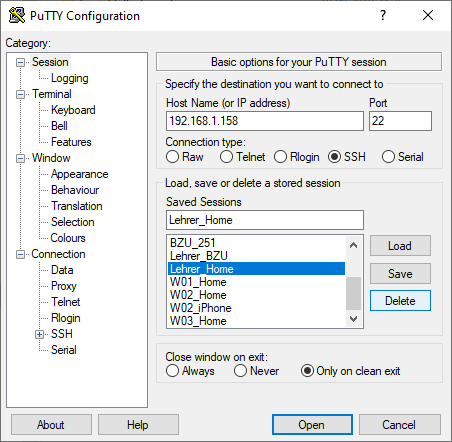 PuTTY Configuration
?
Category:
Session
Logging
Terminal
Keyboard
Bell
Features
Window
Appearance
Behaviour
Translation
Selection
Colours
Connection
Data
Proxy
Telnet
Rlogin
SSH
Serial
Basic options for your PuTTY session
Specify the destination you want to connect to
Host Name (or IP address) Port
192.168.1.158 22
Connection type:
Raw Telnet Rlogin SSH Serial
Load, save or delete a stored session
Saved Sessions
Lehrer_Home
BZU_251
Lehrer_BZU
Lehrer_Home
W01_Home
W02_Home
W02_iPhone
W03_Home
Load
Save
Delete
Close window on exit:
Always Never Only on clean exit
About Help Open Cancel